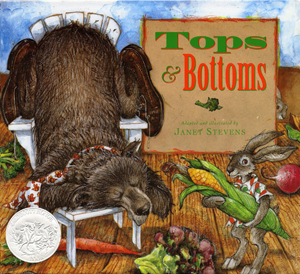 Tops
& Bottoms
Adapted and illustrated by
JANET STEVENS